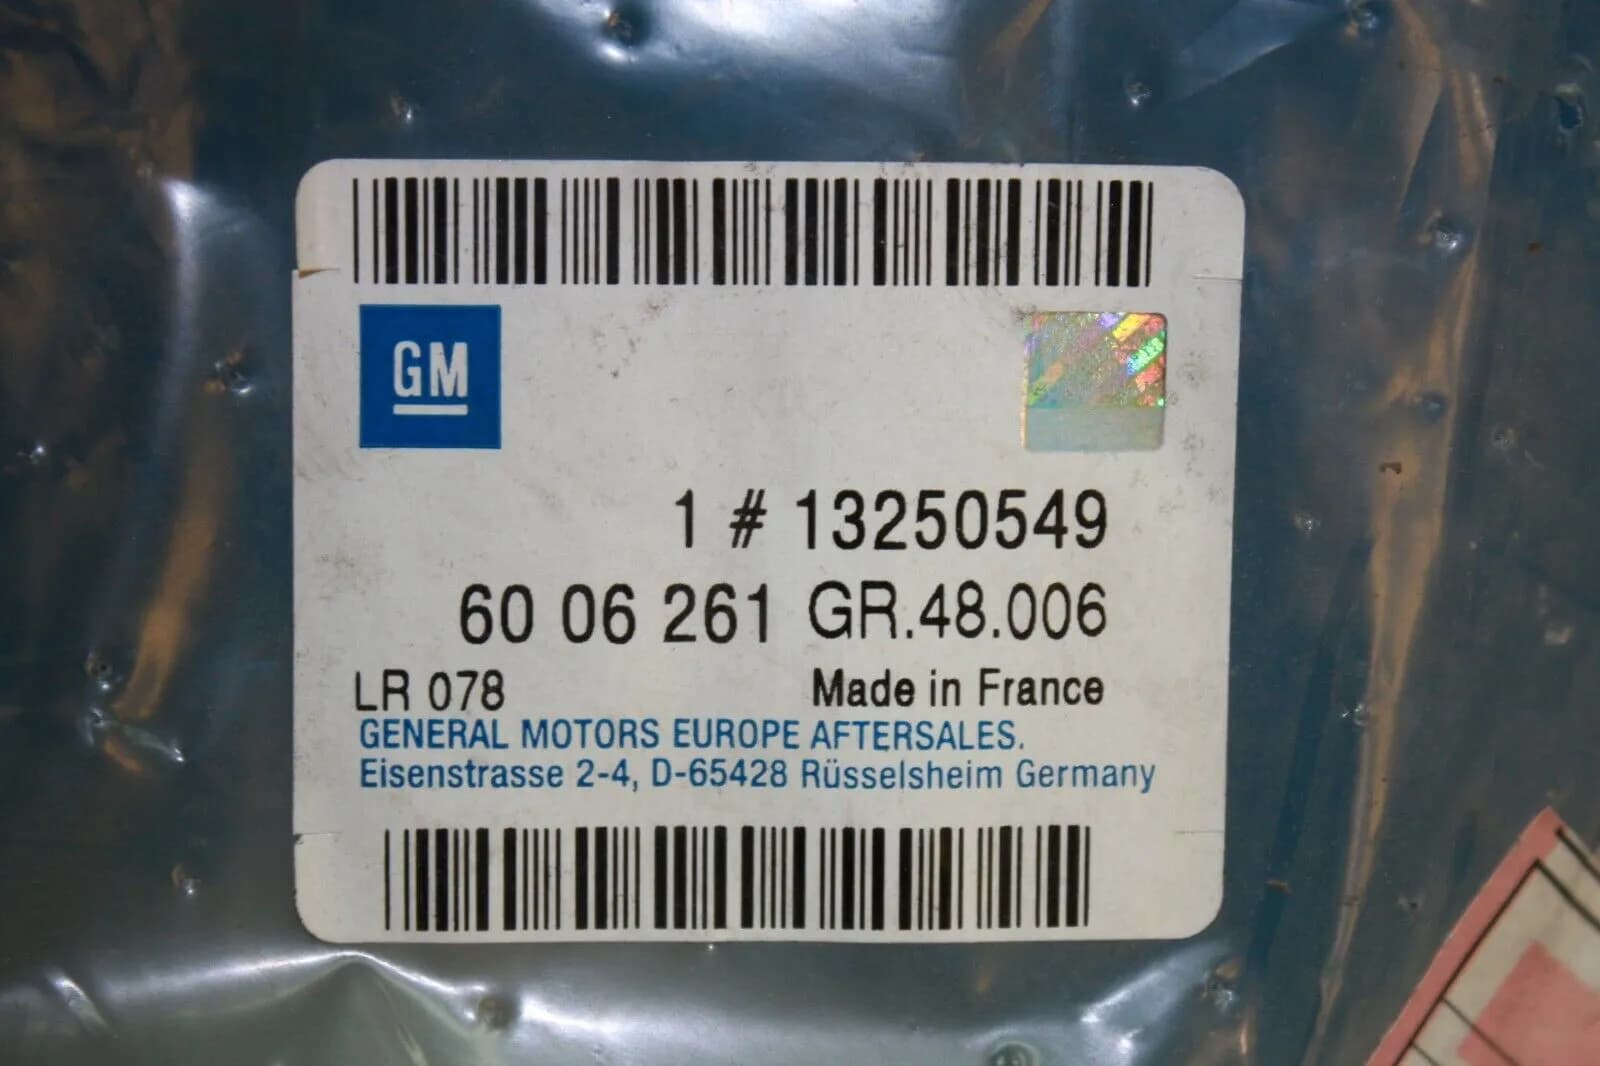 GM
1 # 13250549
60 06 261 GR.48.006
LR 078 Made in France
GENERAL MOTORS EUROPE AFTERSALES.
Eisenstrasse 2-4, D-65428 Rüsselsheim Germany